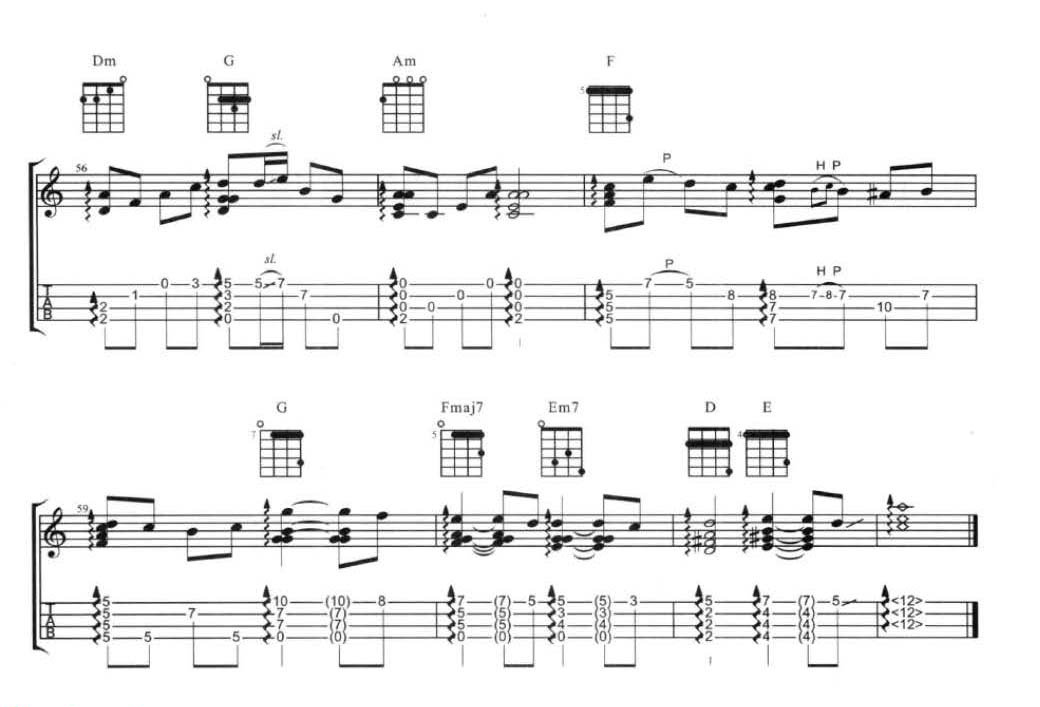 Dm G Am F
5
sl.
P H P
56
sl.
P H P
0 3 5 5 7 0 0 0 7 5
1 3 7 0 0 0 5 8 8 7-8-7 7
T A B 2 2 0 0 0 5 7 10
2 0 0 2 2 5 7
G Fmaj7 Em7 D E
7 5 4
59
5 10 (10) 8 7 (7) 5 5 (5) 3 5 7 (7) 5 <12>
5 7 7 (7) 5 (5) 3 (3) 2 4 (4) <12>
T A B 5 7 (7) 5 (5) 4 (4) 2 4 (4) <12>
5 5 5 0 (0) 0 (0) 0 (0) 2 4 (4)